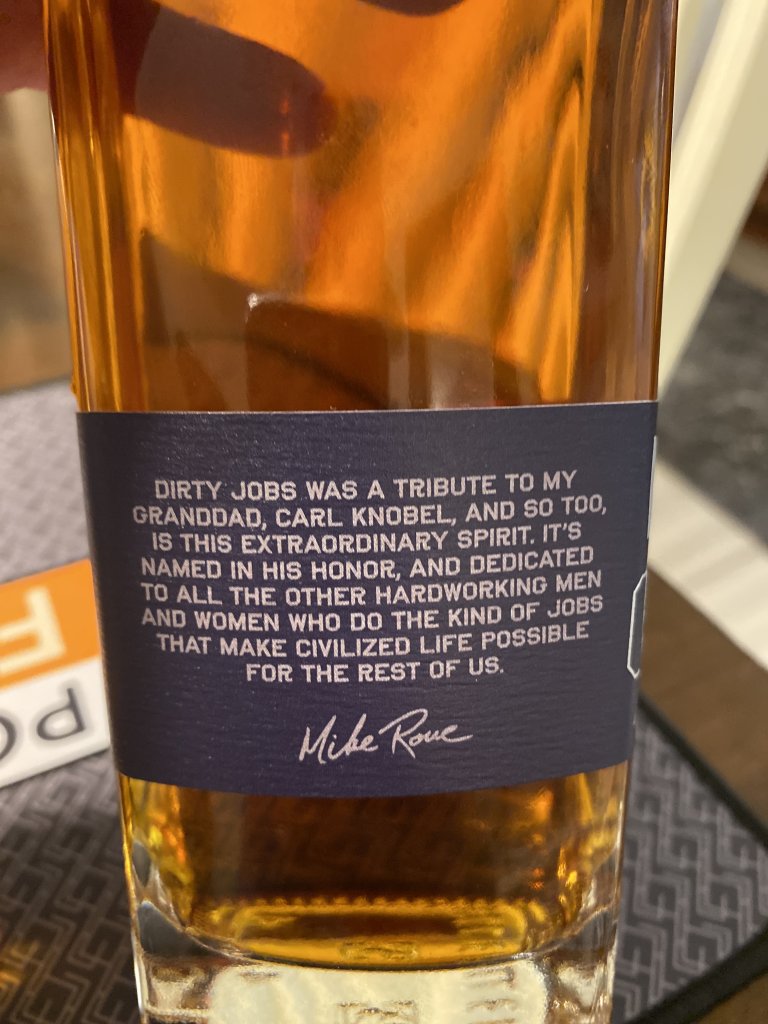 DIRTY JOBS WAS A TRIBUTE TO MY
GRANDDAD, CARL KNOBEL, AND SO TOO,
IS THIS EXTRAORDINARY SPIRIT. IT'S
NAMED IN HIS HONOR, AND DEDICATED
TO ALL THE OTHER HARDWORKING MEN
AND WOMEN WHO DO THE KIND OF JOBS
THAT MAKE CIVILIZED LIFE POSSIBLE
FOR THE REST OF US.
Mike Rowe